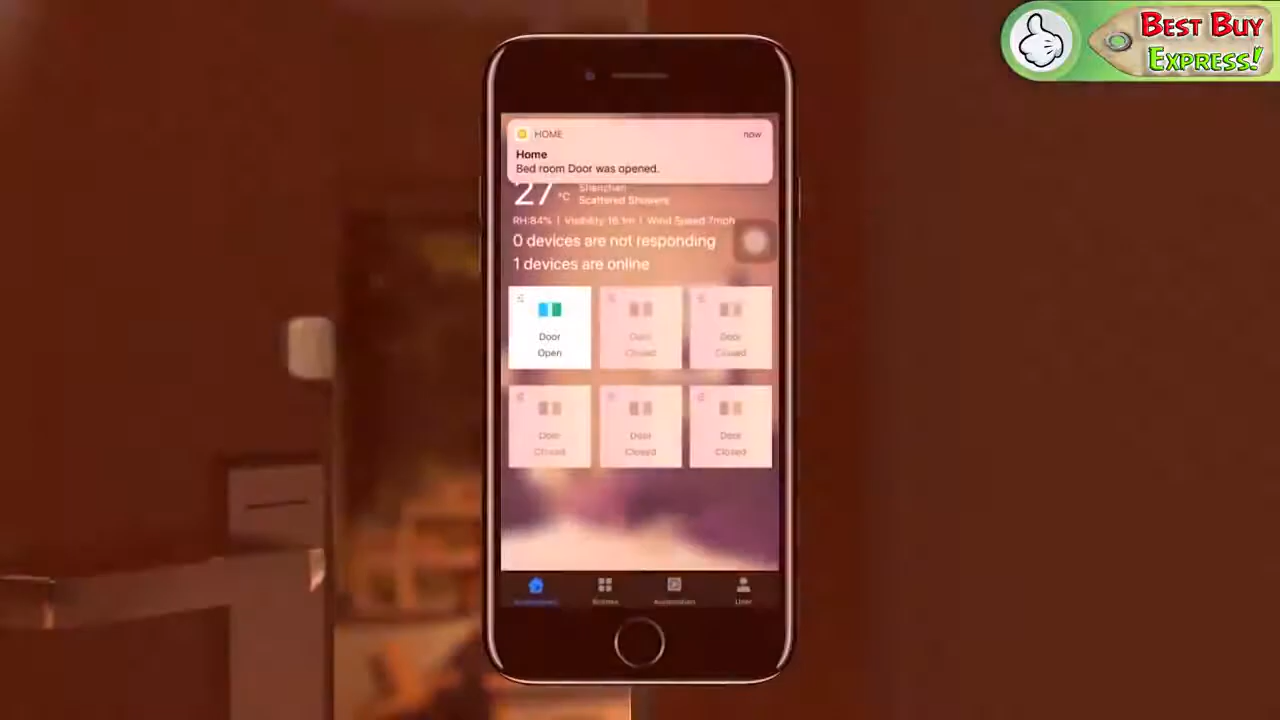 BEST BUY
EXPRESS!
HOME now
Home
Bed room Door was opened.
27 °C Shenzhen
Scattered Showers
RH:84% | Visibility 16.1m | Wind Speed 7mph
0 devices are not responding
1 devices are online
Door Door Door
Open Closed Closed
Door Door Door
Closed Closed Closed